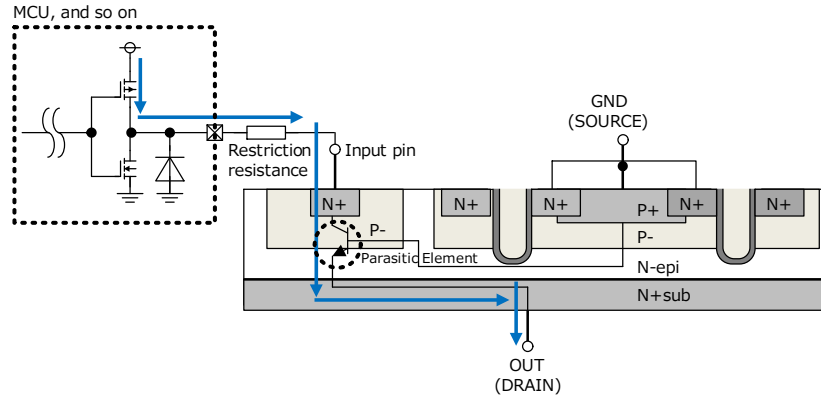 MCU, and so on
GND
(SOURCE)
Restriction
resistance
Input pin
N+
N+
N+
P+
N+
N+
P-
P-
Parasitic Element
N-epi
N+sub
OUT
(DRAIN)